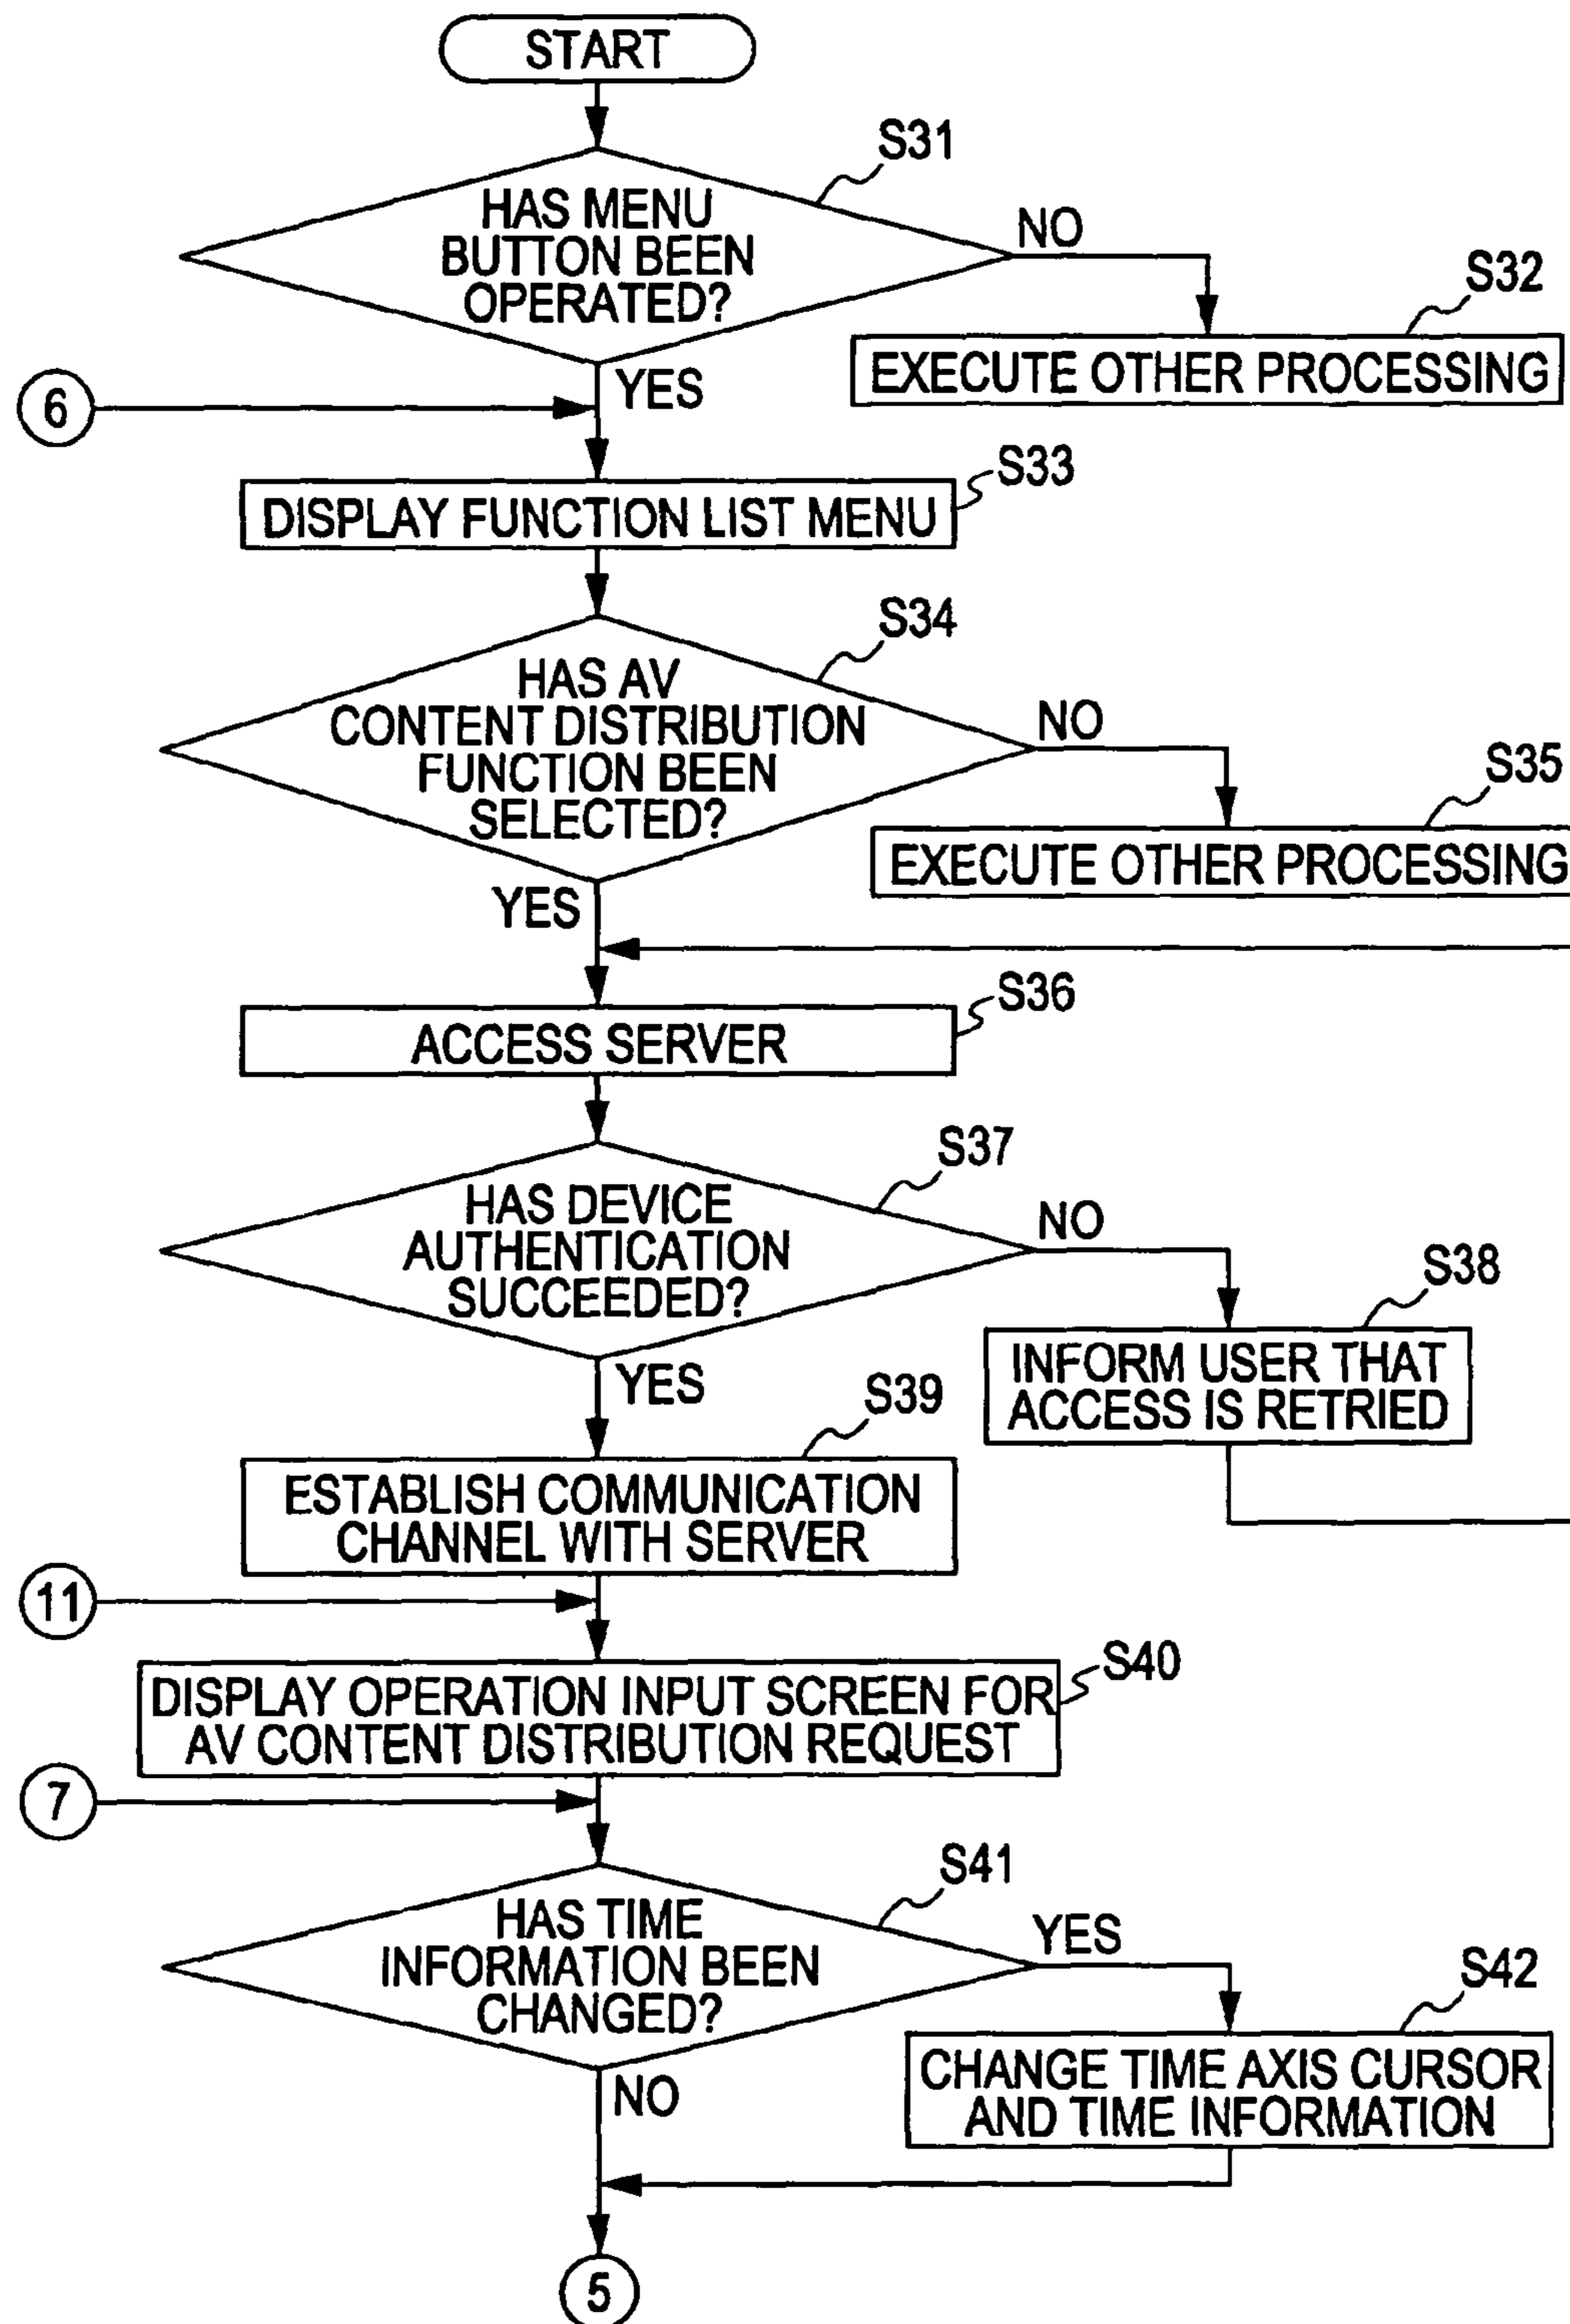 START
S31
HAS MENU
BUTTON BEEN
OPERATED?
NO
S32
EXECUTE OTHER PROCESSING
YES
6
S33
DISPLAY FUNCTION LIST MENU
S34
HAS AV
CONTENT DISTRIBUTION
FUNCTION BEEN
SELECTED?
NO
S35
EXECUTE OTHER PROCESSING
YES
S36
ACCESS SERVER
S37
HAS DEVICE
AUTHENTICATION
SUCCEEDED?
NO
S38
INFORM USER THAT
ACCESS IS RETRIED
YES
S39
ESTABLISH COMMUNICATION
CHANNEL WITH SERVER
11
S40
DISPLAY OPERATION INPUT SCREEN FOR
AV CONTENT DISTRIBUTION REQUEST
7
S41
HAS TIME
INFORMATION BEEN
CHANGED?
YES
S42
CHANGE TIME AXIS CURSOR
AND TIME INFORMATION
NO
5